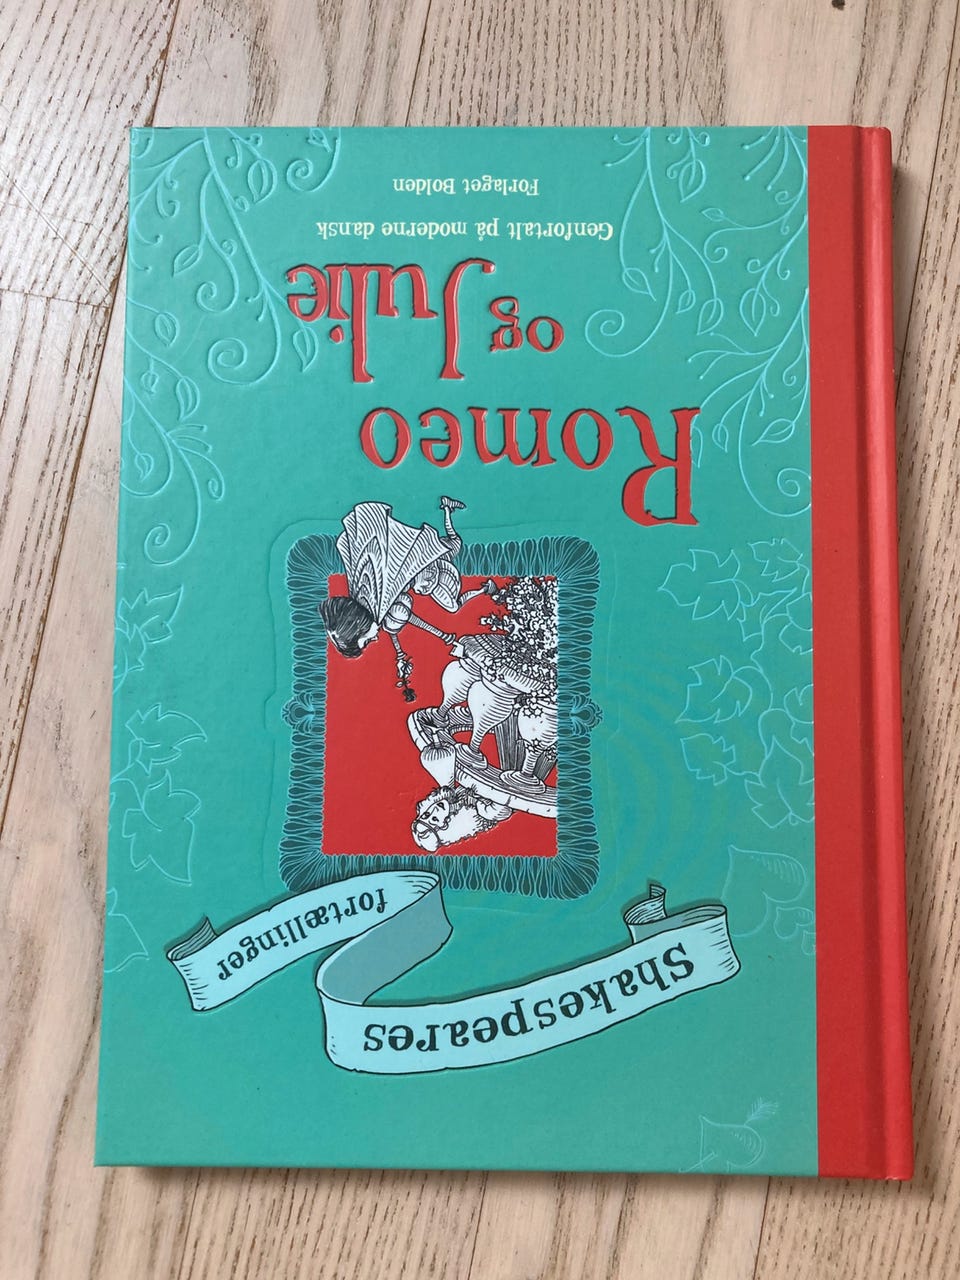 Shakespeares
fortællinger
Romeo
og Julie
Genfortalt på moderne dansk
Forlaget Bolden